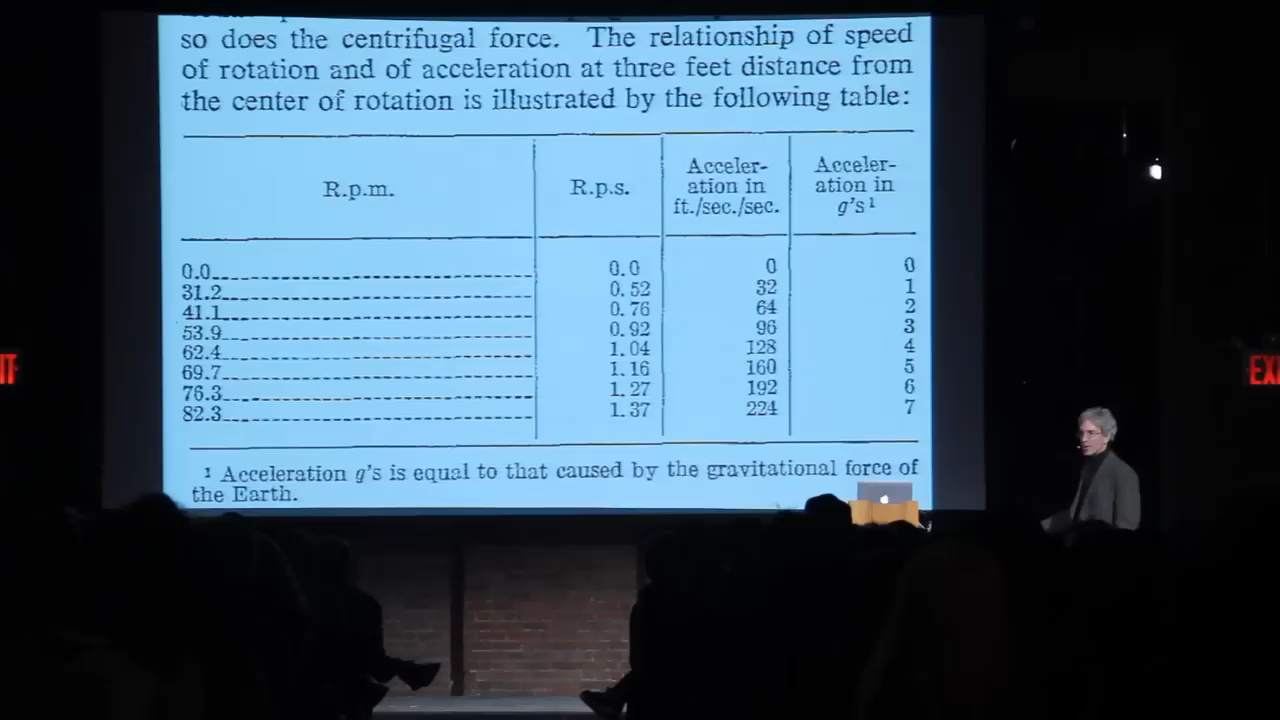 so does the centrifugal force. The relationship of speed
of rotation and of acceleration at three feet distance from
the center of rotation is illustrated by the following table:
R.p.m. R.p.s. Acceler-ation in ft./sec./sec. Acceler-ation in g's¹
0.0 0.0 0 0
31.2 0.52 32 1
41.1 0.76 64 2
53.9 0.92 96 3
62.4 1.04 128 4
69.7 1.16 160 5
76.3 1.27 192 6
82.3 1.37 224 7
¹ Acceleration g's is equal to that caused by the gravitational force of
the Earth.